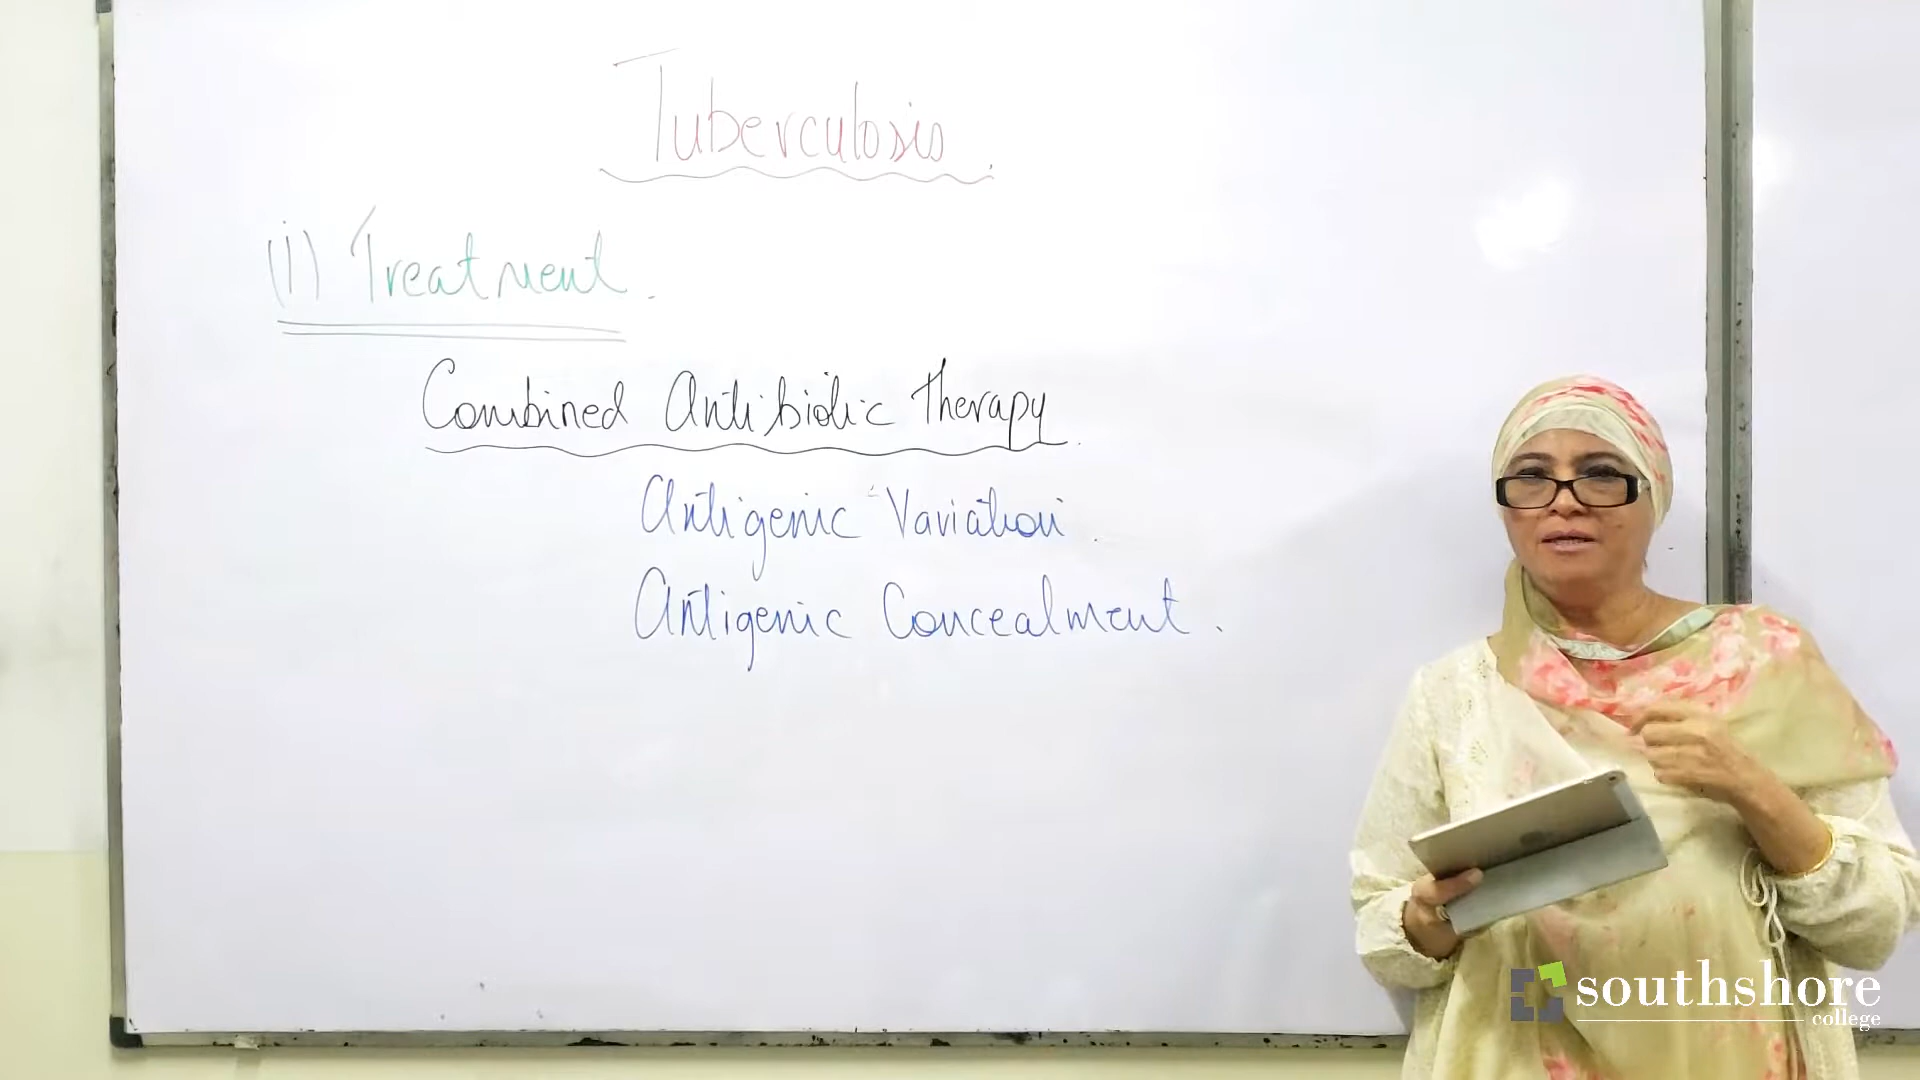 Tuberculosis.
(i) Treatment.
Combined Antibiotic Therapy.
Antigenic Variation.
Antigenic Concealment.
southshore
college